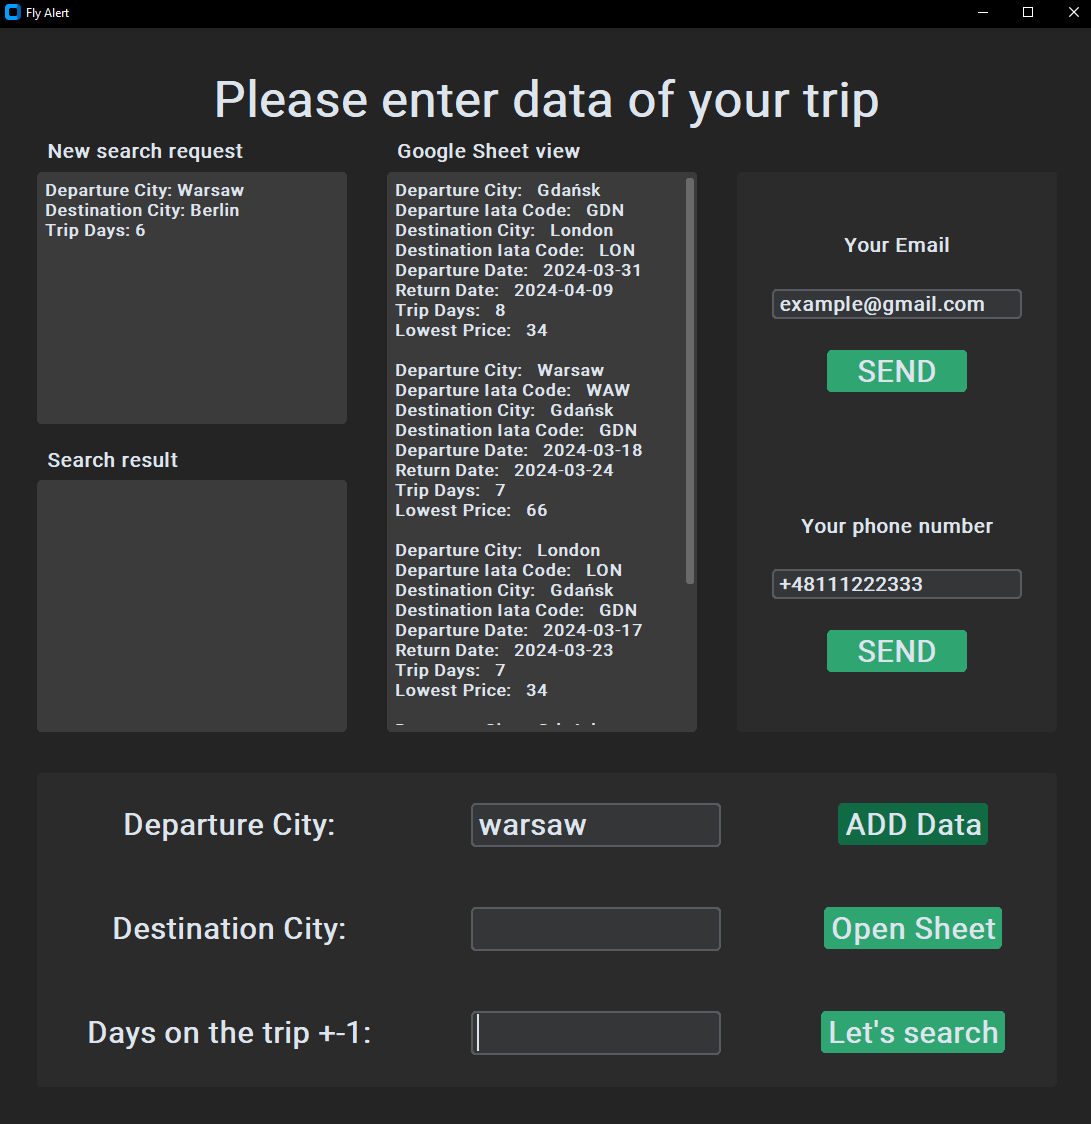 Fly Alert
Please enter data of your trip
New search request
Departure City: Warsaw
Destination City: Berlin
Trip Days: 6
Search result
Google Sheet view
Departure City: Gdańsk
Departure Iata Code: GDN
Destination City: London
Destination Iata Code: LON
Departure Date: 2024-03-31
Return Date: 2024-04-09
Trip Days: 8
Lowest Price: 34
Departure City: Warsaw
Departure Iata Code: WAW
Destination City: Gdańsk
Destination Iata Code: GDN
Departure Date: 2024-03-18
Return Date: 2024-03-24
Trip Days: 7
Lowest Price: 66
Departure City: London
Departure Iata Code: LON
Destination City: Gdańsk
Destination Iata Code: GDN
Departure Date: 2024-03-17
Return Date: 2024-03-23
Trip Days: 7
Lowest Price: 34
Your Email
example@gmail.com
SEND
Your phone number
+48111222333
SEND
Departure City:
warsaw
ADD Data
Destination City:
Open Sheet
Days on the trip +-1:
Let's search